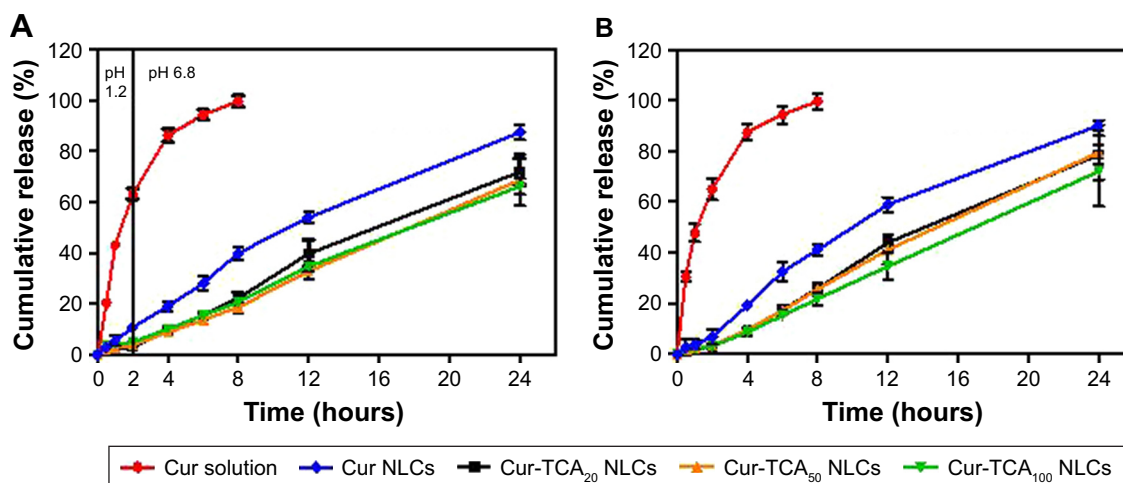 A
Cumulative release (%)
120
100
80
60
40
20
0
pH
1.2
pH 6.8
0 2 4 8 12 16 20 24
Time (hours)
B
Cumulative release (%)
120
100
80
60
40
20
0
0 4 8 12 16 20 24
Time (hours)
Cur solution Cur NLCs Cur-TCA20 NLCs Cur-TCA50 NLCs Cur-TCA100 NLCs